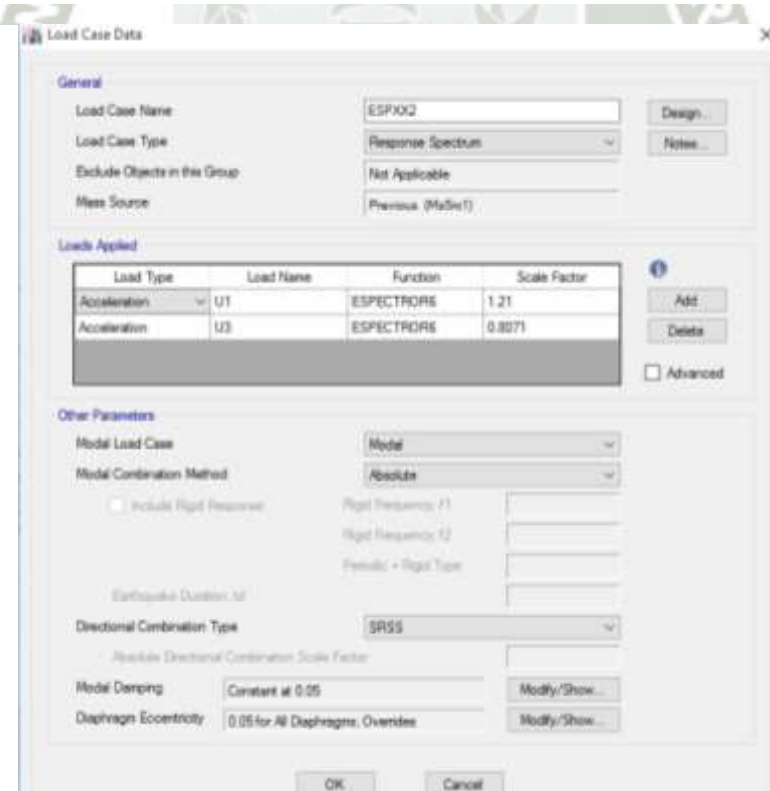 Load Case Data
General
Load Case Name ESPXX2 Design...
Load Case Type Response Spectrum Notes...
Exclude Objects in this Group Not Applicable
Mass Source Previous (MsSrc1)
Loads Applied
Load Type Load Name Function Scale Factor
Acceleration U1 ESPECTROR6 1.21 Add
Acceleration U3 ESPECTROR6 0.8071 Delete
Advanced
Other Parameters
Modal Load Case Modal
Modal Combination Method Absolute
Include Rigid Response Rigid Frequency, f1
Rigid Frequency, f2
Periodic + Rigid Type
Earthquake Duration, td
Directional Combination Type SRSS
Absolute Directional Combination Scale Factor
Modal Damping Constant at 0.05 Modify/Show...
Diaphragm Eccentricity 0.05 for All Diaphragms; Overrides Modify/Show...
OK Cancel